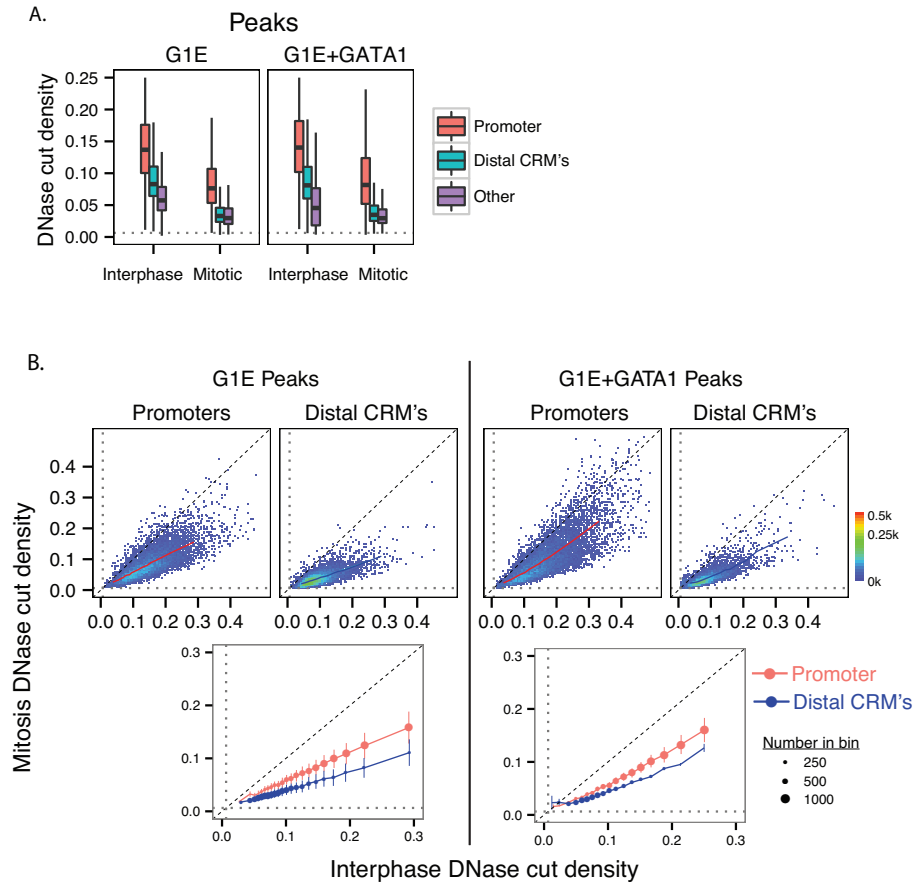 A.
Peaks
G1E
G1E+GATA1
DNase cut density
0.25
0.20
0.15
0.10
0.05
0.00
Interphase
Mitotic
Interphase
Mitotic
Promoter
Distal CRM's
Other
B.
G1E Peaks
G1E+GATA1 Peaks
Promoters
Distal CRM's
Promoters
Distal CRM's
Mitosis DNase cut density
0.4
0.3
0.2
0.1
0.0
0.0 0.1 0.2 0.3 0.4
0.0 0.1 0.2 0.3 0.4
0.0 0.1 0.2 0.3 0.4
0.0 0.1 0.2 0.3 0.4
0.5k
0.25k
0k
0.3
0.2
0.1
0.0
0.0 0.1 0.2 0.3
0.3
0.2
0.1
0.0
0.0 0.1 0.2 0.3
Promoter
Distal CRM's
Number in bin
250
500
1000
Interphase DNase cut density